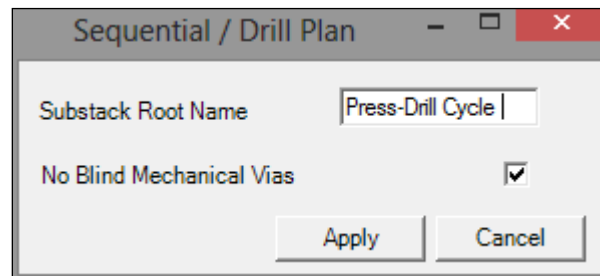 Sequential / Drill Plan
Substack Root Name Press-Drill Cycle
No Blind Mechanical Vias
Apply Cancel